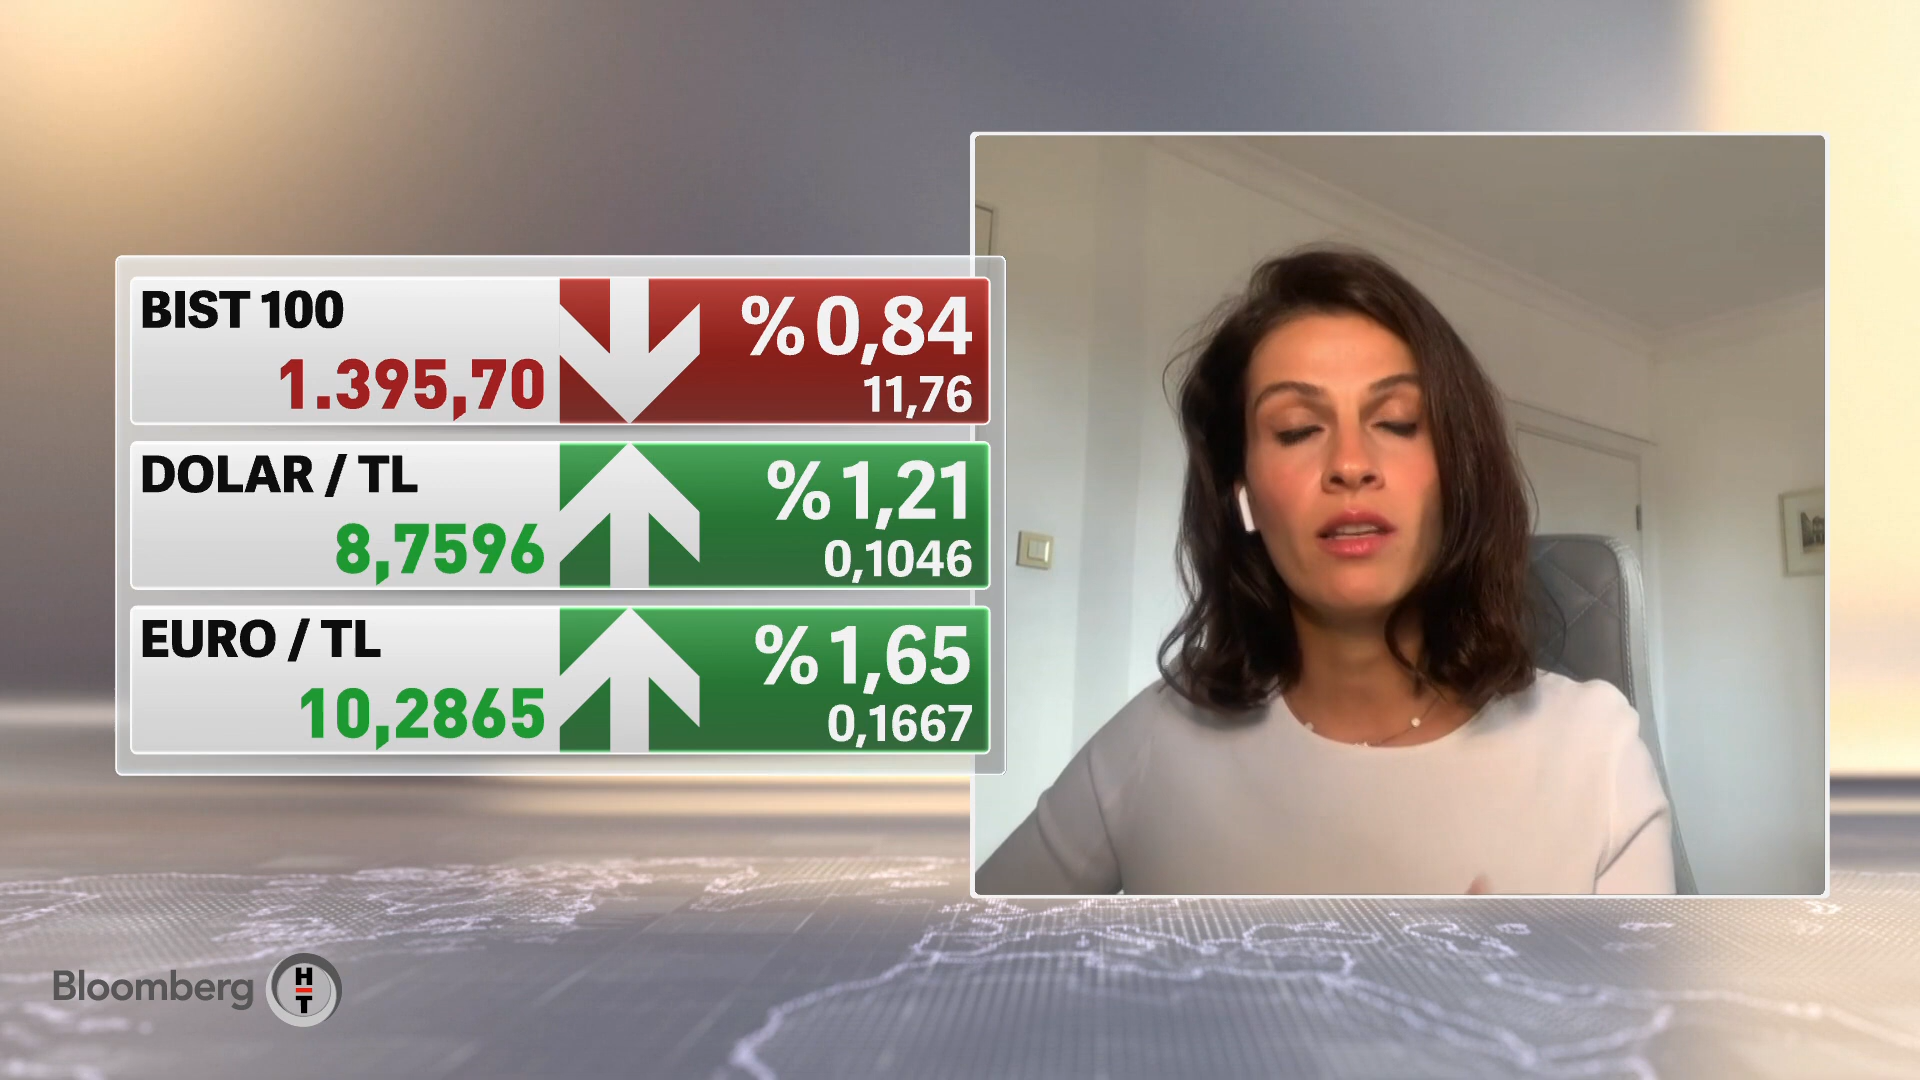 BIST 100
1.395,70
%0,84
11,76
DOLAR / TL
8,7596
%1,21
0,1046
EURO / TL
10,2865
%1,65
0,1667
Bloomberg HT